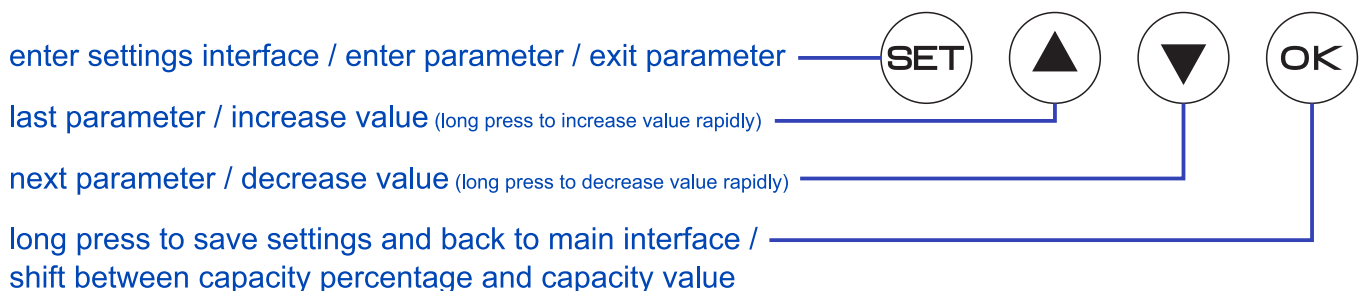 enter settings interface / enter parameter / exit parameter
SET
OK
last parameter / increase value (long press to increase value rapidly)
next parameter / decrease value (long press to decrease value rapidly)
long press to save settings and back to main interface /
shift between capacity percentage and capacity value